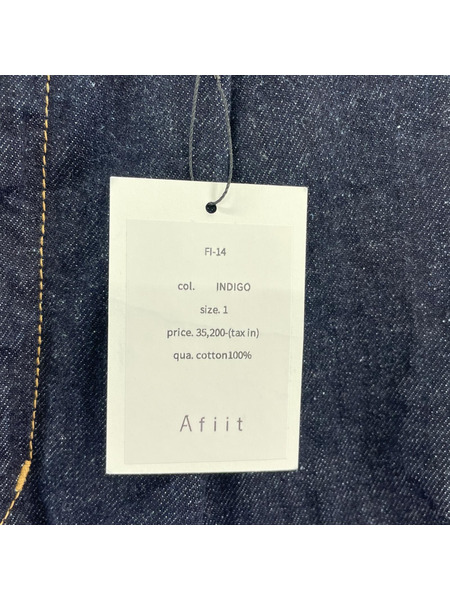 FI-14
col. INDIGO
size. 1
price. 35,200-(tax in)
qua. cotton100%
Afiit